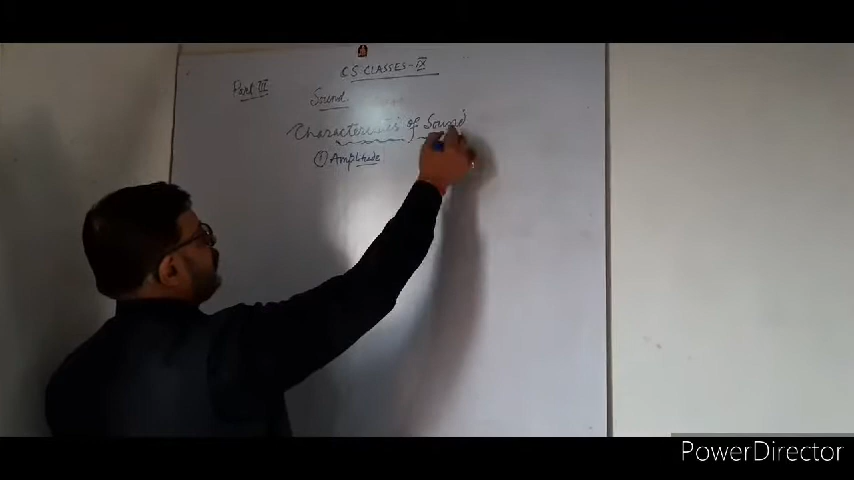 CS CLASSES-IX
Part III
Sound
Characteristics of Sound
① Amplitude
PowerDirector